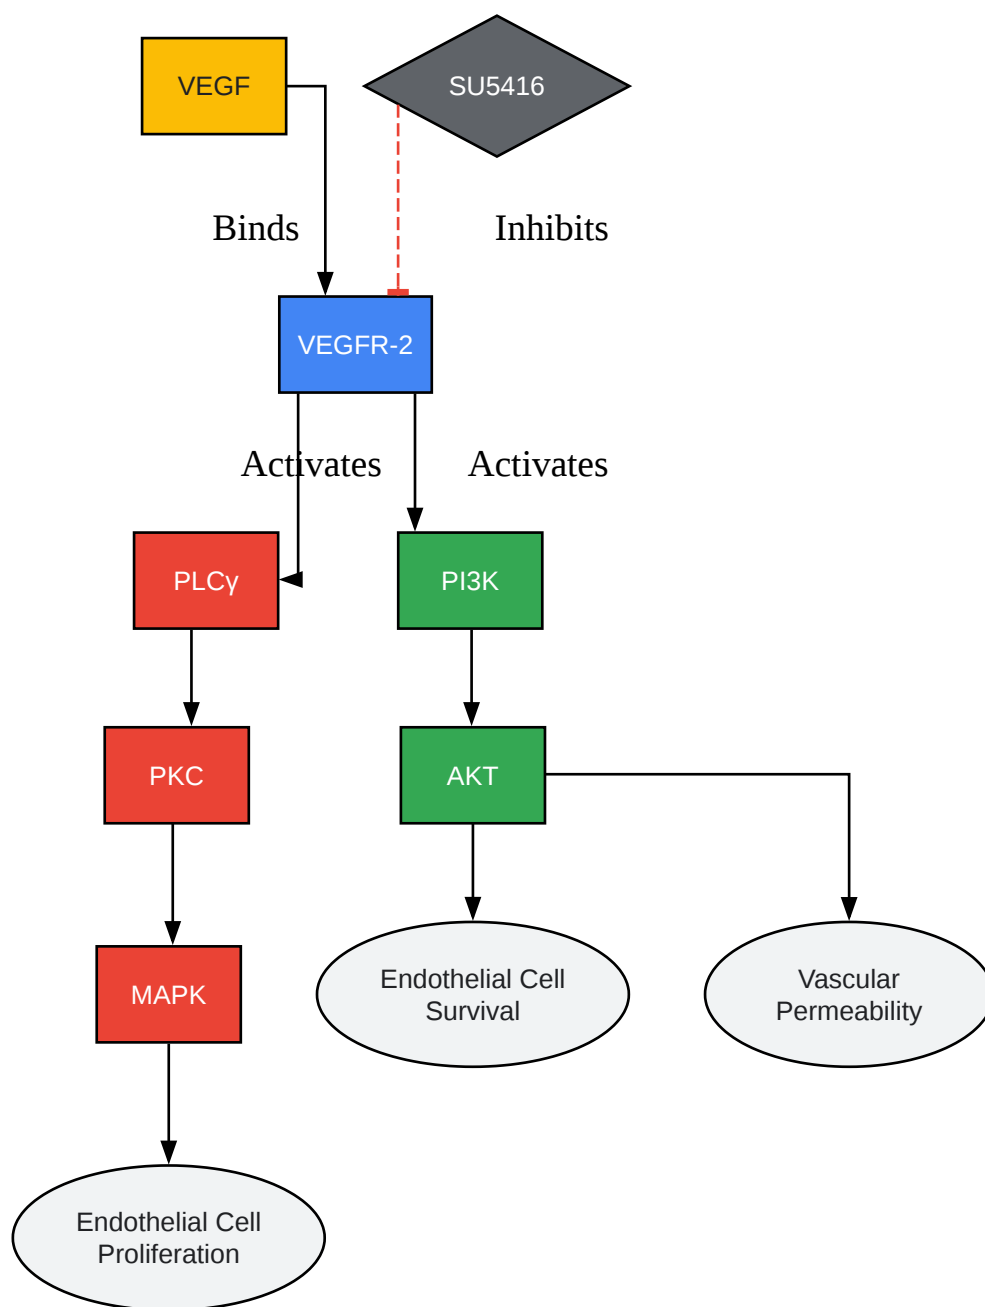 VEGF
SU5416
Binds
Inhibits
VEGFR-2
Activates
Activates
PLCγ
PI3K
PKC
AKT
MAPK
Endothelial Cell
Survival
Vascular
Permeability
Endothelial Cell
Proliferation